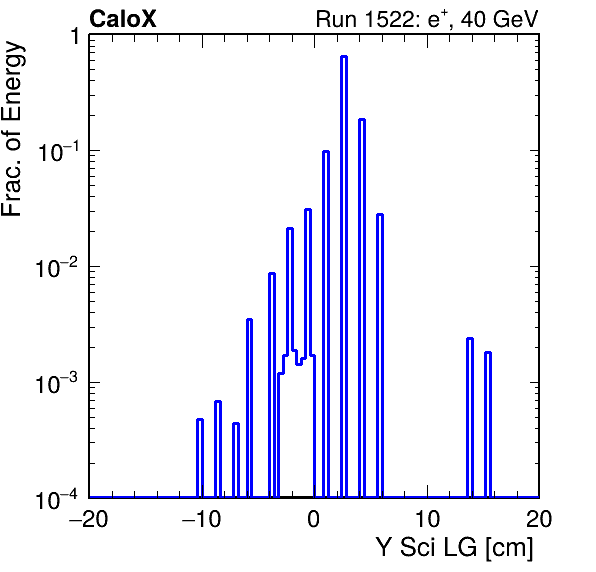 CaloX Run 1522: e⁺, 40 GeV
Frac. of Energy
1
10⁻¹
10⁻²
10⁻³
10⁻⁴
−20 −10 0 10 20
Y Sci LG [cm]